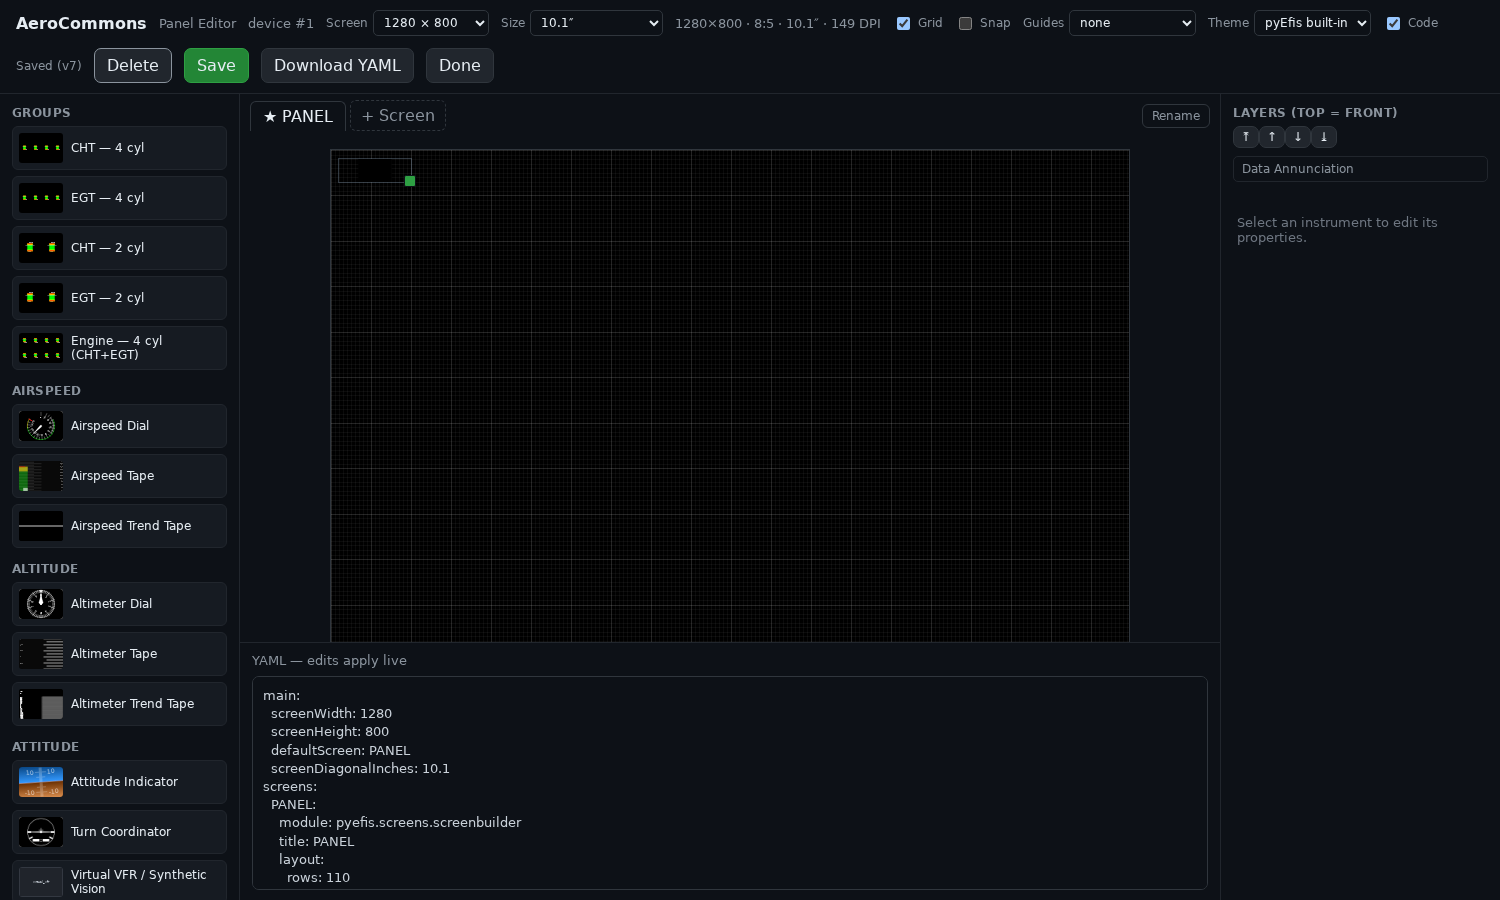 AeroCommons Panel Editor device #1 Screen 1280 × 800 Size 10.1″ 1280×800 · 8:5 · 10.1″ · 149 DPI Grid Snap Guides none Theme pyEfis built-in Code
Saved (v7) Delete Save Download YAML Done
GROUPS
CHT — 4 cyl
EGT — 4 cyl
CHT — 2 cyl
EGT — 2 cyl
Engine — 4 cyl
(CHT+EGT)
AIRSPEED
Airspeed Dial
Airspeed Tape
Airspeed Trend Tape
ALTITUDE
Altimeter Dial
Altimeter Tape
Altimeter Trend Tape
ATTITUDE
Attitude Indicator
Turn Coordinator
Virtual VFR / Synthetic
Vision
★ PANEL + Screen Rename
YAML — edits apply live
main:
screenWidth: 1280
screenHeight: 800
defaultScreen: PANEL
screenDiagonalInches: 10.1
screens:
PANEL:
module: pyefis.screens.screenbuilder
title: PANEL
layout:
rows: 110
LAYERS (TOP = FRONT)
⤒ ↑ ↓ ⤓
Data Annunciation
Select an instrument to edit its
properties.